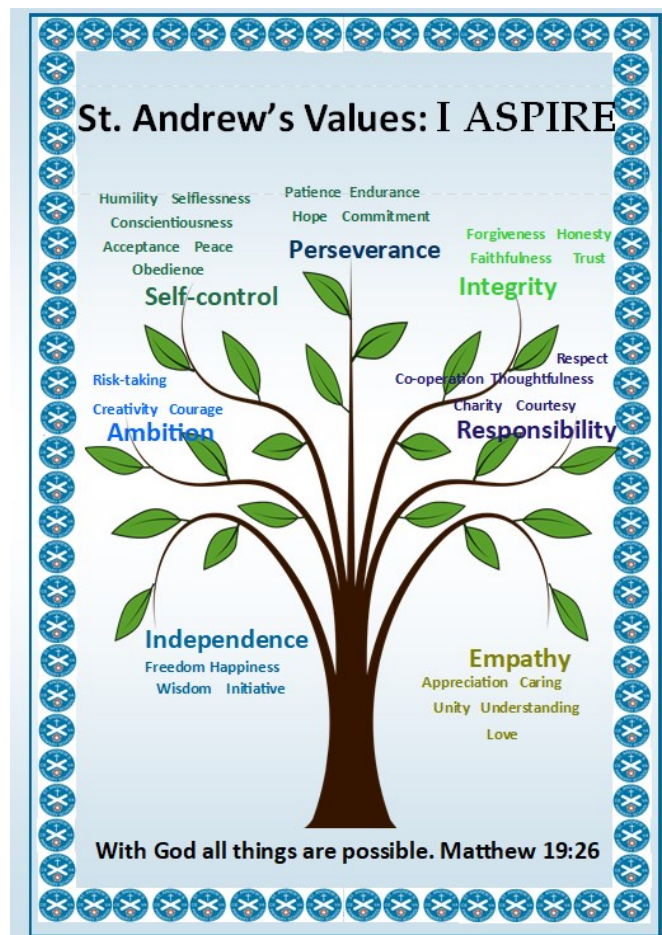 St. Andrew's Values: I ASPIRE
Humility Selflessness
Conscientiousness
Acceptance Peace
Obedience
Self-control
Patience Endurance
Hope Commitment
Perseverance
Forgiveness Honesty
Faithfulness Trust
Integrity
Risk-taking
Creativity Courage
Ambition
Respect
Co-operation Thoughtfulness
Charity Courtesy
Responsibility
Independence
Freedom Happiness
Wisdom Initiative
Empathy
Appreciation Caring
Unity Understanding
Love
With God all things are possible. Matthew 19:26